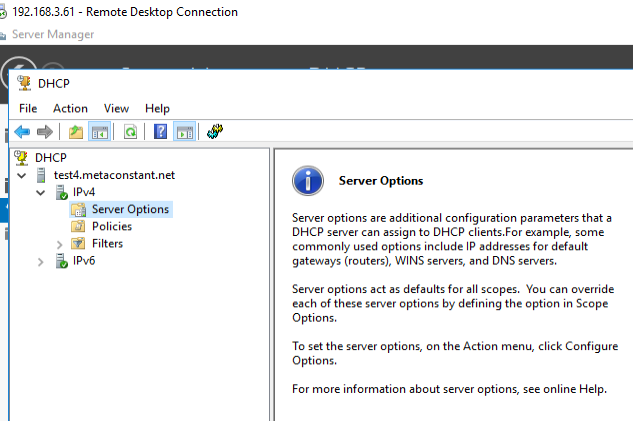 192.168.3.61 - Remote Desktop Connection
Server Manager
DHCP
File Action View Help
DHCP
test4.metaconstant.net
IPv4
Server Options
Policies
Filters
IPv6
Server Options
Server options are additional configuration parameters that a
DHCP server can assign to DHCP clients.For example, some
commonly used options include IP addresses for default
gateways (routers), WINS servers, and DNS servers.
Server options act as defaults for all scopes.  You can override
each of these server options by defining the option in Scope
Options.
To set the server options, on the Action menu, click Configure
Options.
For more information about server options, see online Help.